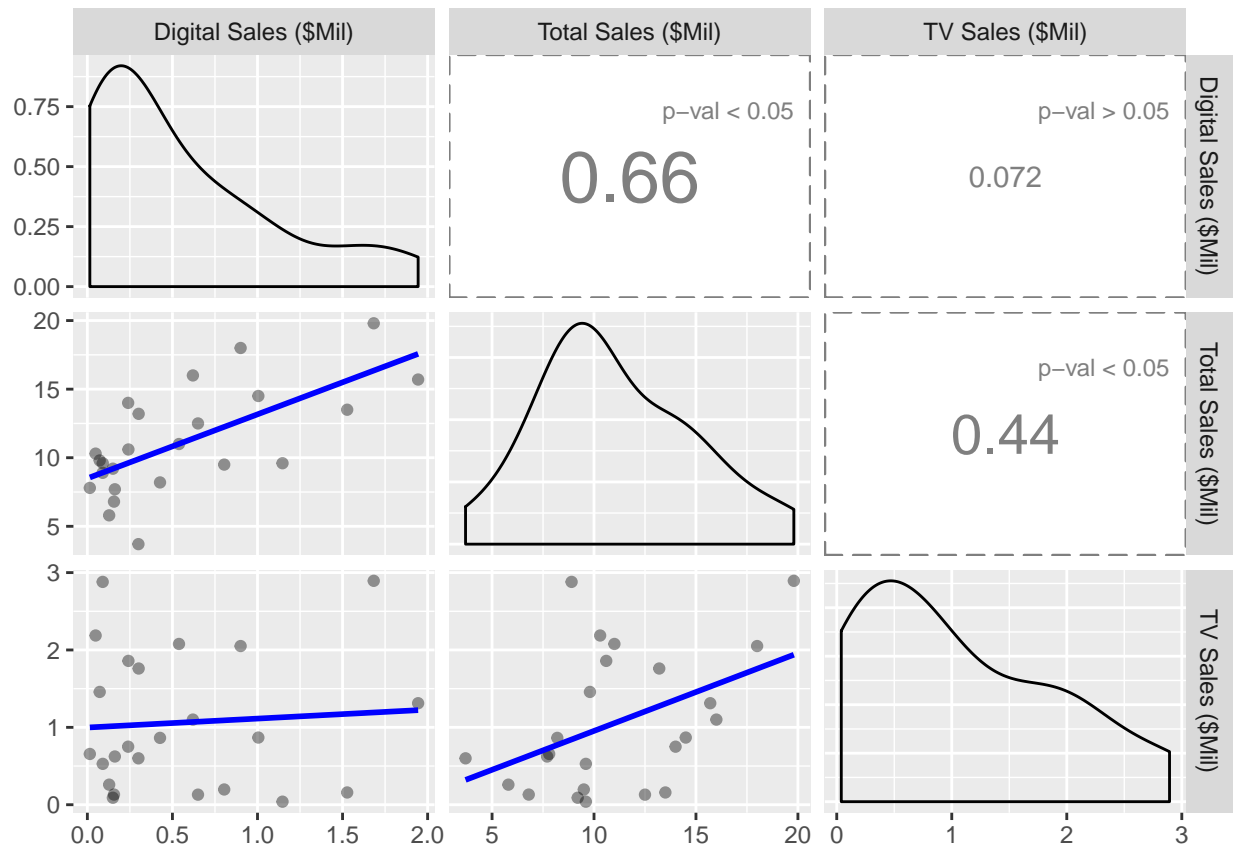 Digital Sales ($Mil)
Total Sales ($Mil)
TV Sales ($Mil)
0.75
0.50
0.25
0.00
p−val < 0.05
0.66
p−val > 0.05
0.072
Digital Sales ($Mil)
20
15
10
5
p−val < 0.05
0.44
Total Sales ($Mil)
3
2
1
0
TV Sales ($Mil)
0.0 0.5 1.0 1.5 2.0
5 10 15 20
0 1 2 3